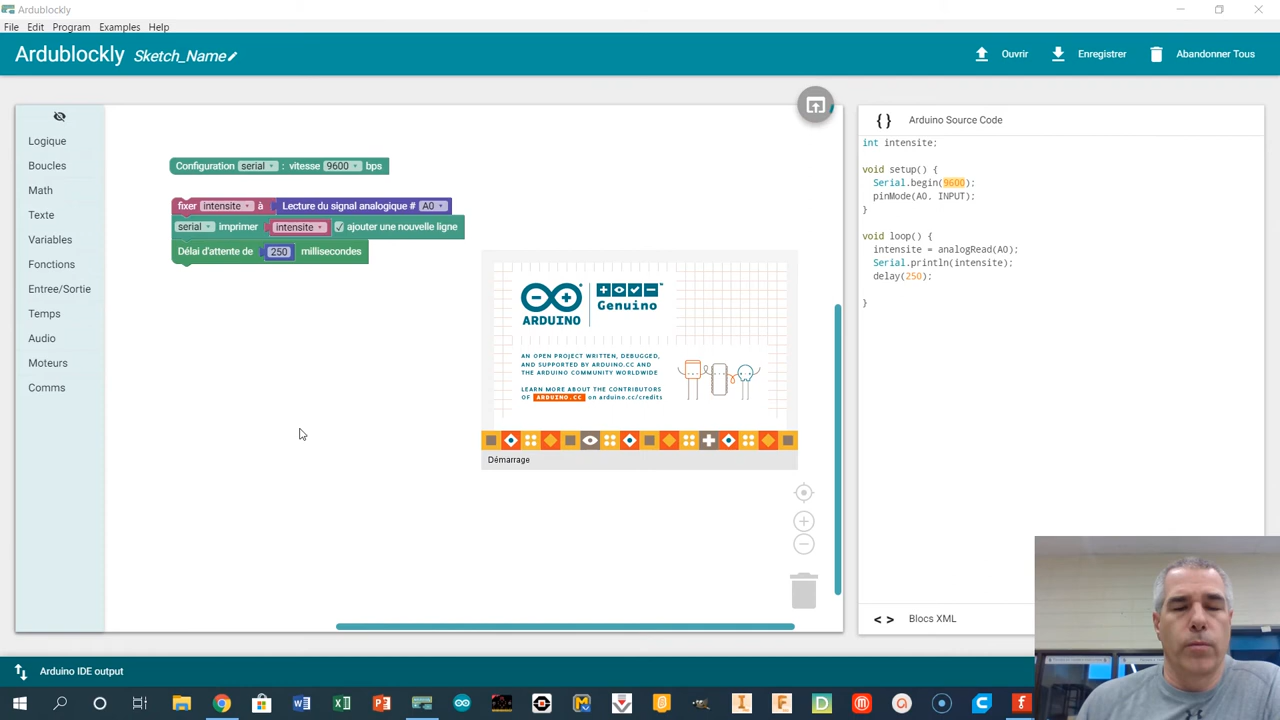 Ardublockly
File Edit Program Examples Help
Ardublockly Sketch_Name
Ouvrir Enregistrer Abandonner Tous
Logique
Boucles
Math
Texte
Variables
Fonctions
Entree/Sortie
Temps
Audio
Moteurs
Comms
Configuration serial : vitesse 9600 bps
fixer intensite à Lecture du signal analogique # A0
serial imprimer intensite ajouter une nouvelle ligne
Délai d'attente de 250 millisecondes
ARDUINO
Genuino
AN OPEN PROJECT WRITTEN, DEBUGGED,
AND SUPPORTED BY ARDUINO.CC AND
THE ARDUINO COMMUNITY WORLDWIDE
LEARN MORE ABOUT THE CONTRIBUTORS
OF ARDUINO.CC on arduino.cc/credits
Démarrage
{ } Arduino Source Code
int intensite;
void setup() {
Serial.begin(9600);
pinMode(A0, INPUT);
}
void loop() {
intensite = analogRead(A0);
Serial.println(intensite);
delay(250);
}
< > Blocs XML
Arduino IDE output